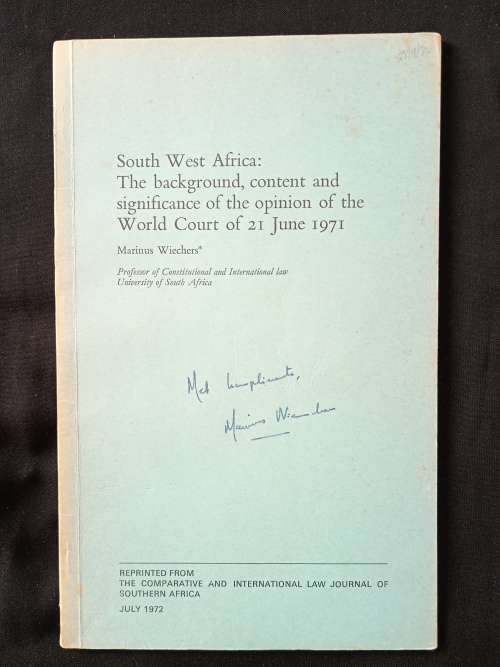 South West Africa:
The background, content and
significance of the opinion of the
World Court of 21 June 1971
Marinus Wiechers*
Professor of Constitutional and International law
University of South Africa
Met komplimente,
Marinus Wiechers
REPRINTED FROM
THE COMPARATIVE AND INTERNATIONAL LAW JOURNAL OF
SOUTHERN AFRICA
JULY 1972